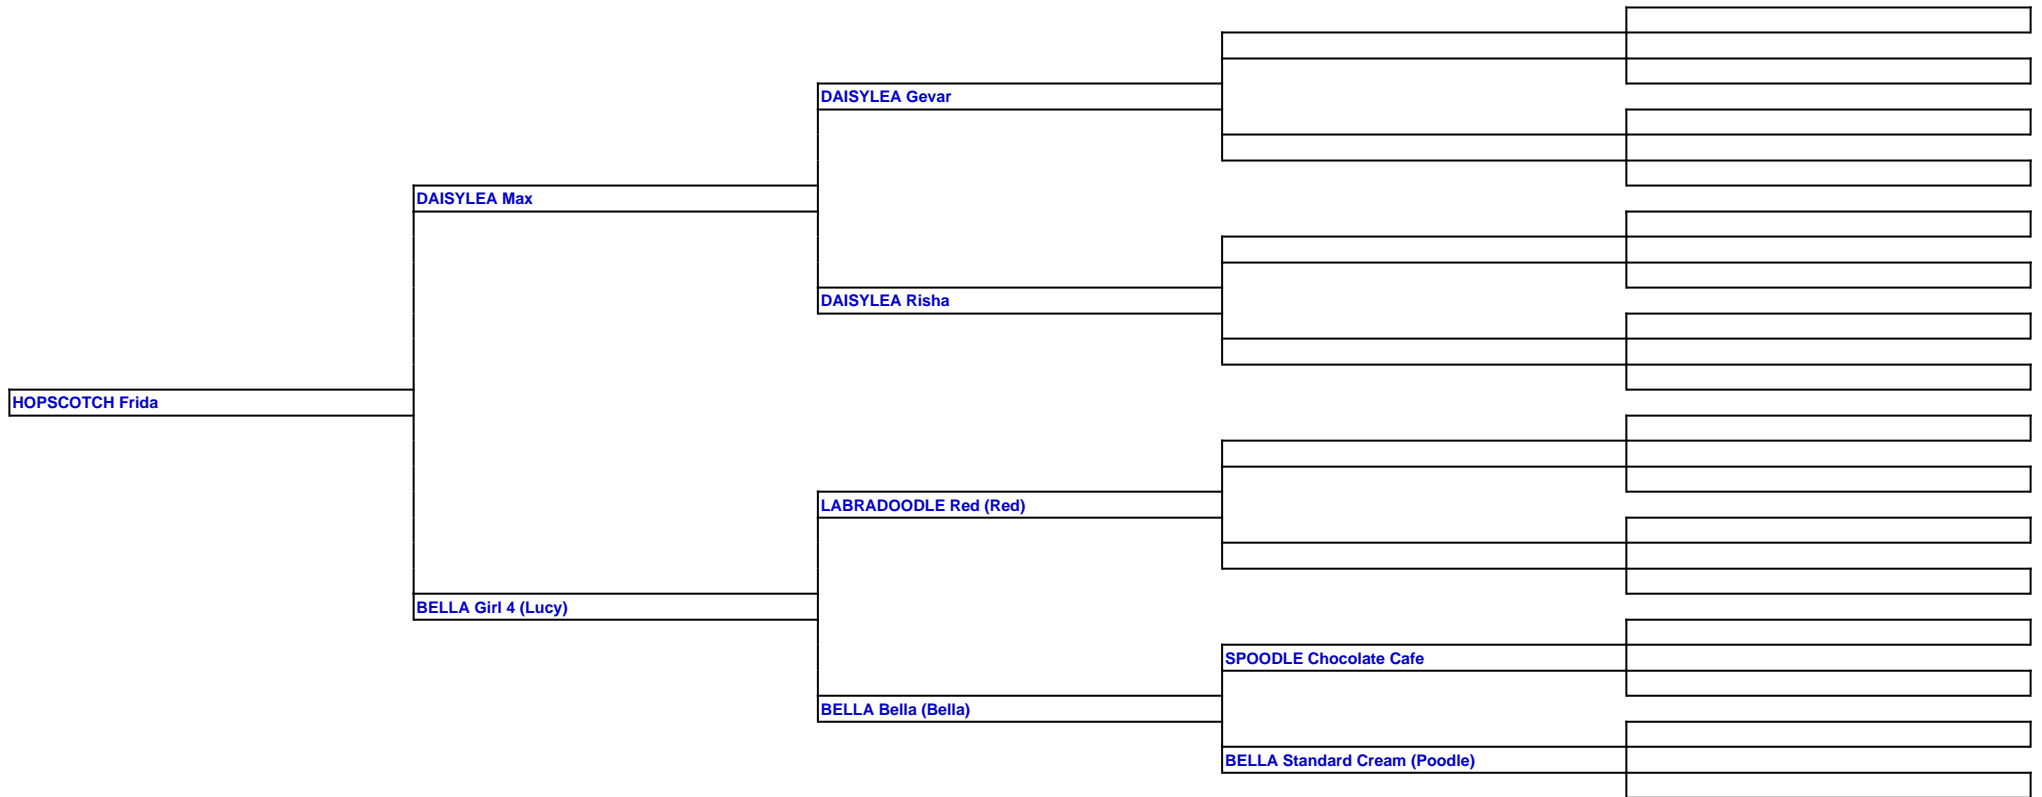 DAISYLEA Gevar
DAISYLEA Max
DAISYLEA Risha
HOPSCOTCH Frida
LABRADOODLE Red (Red)
BELLA Girl 4 (Lucy)
SPOODLE Chocolate Cafe
BELLA Bella (Bella)
BELLA Standard Cream (Poodle)